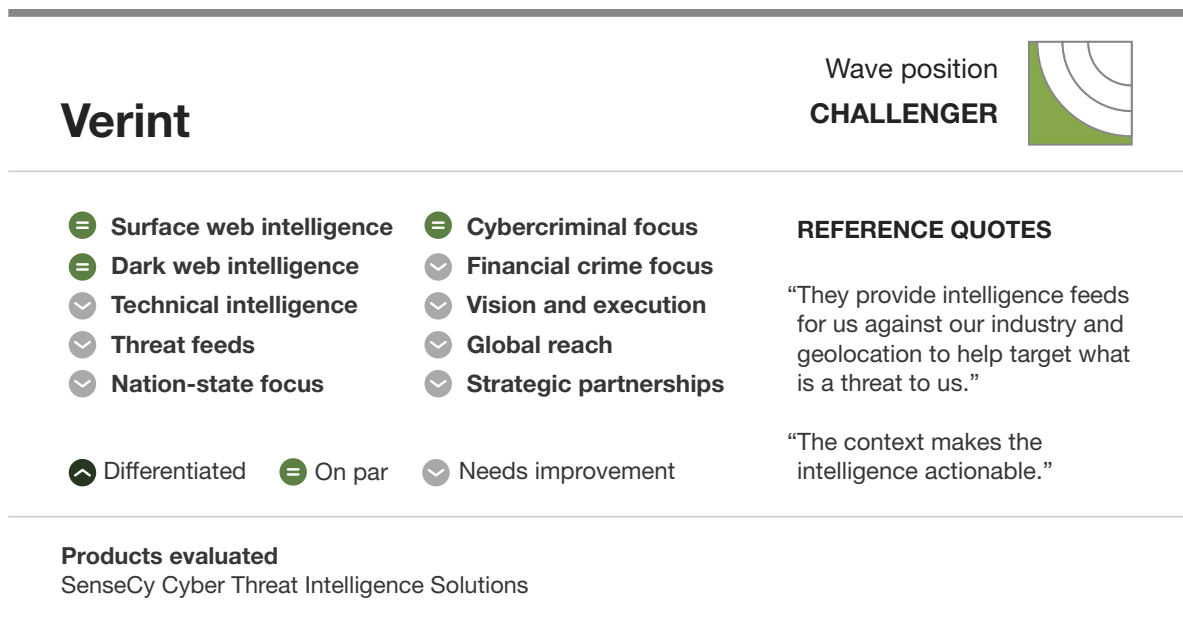 Verint
Wave position
CHALLENGER
Surface web intelligence
Dark web intelligence
Technical intelligence
Threat feeds
Nation-state focus
Cybercriminal focus
Financial crime focus
Vision and execution
Global reach
Strategic partnerships
Differentiated
On par
Needs improvement
REFERENCE QUOTES
“They provide intelligence feeds
for us against our industry and
geolocation to help target what
is a threat to us.”
“The context makes the
intelligence actionable.”
Products evaluated
SenseCy Cyber Threat Intelligence Solutions